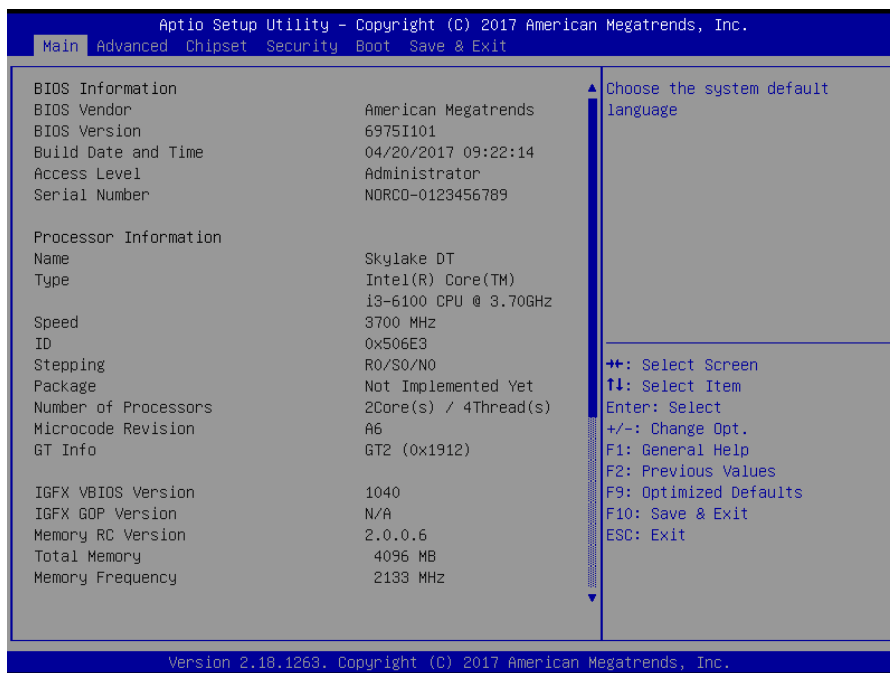 Aptio Setup Utility – Copyright (C) 2017 American Megatrends, Inc.
Main Advanced Chipset Security Boot Save & Exit
BIOS Information
BIOS Vendor American Megatrends
BIOS Version 6975I101
Build Date and Time 04/20/2017 09:22:14
Access Level Administrator
Serial Number NORCO-0123456789
Processor Information
Name Skylake DT
Type Intel(R) Core(TM)
i3-6100 CPU @ 3.70GHz
Speed 3700 MHz
ID 0x506E3
Stepping R0/S0/N0
Package Not Implemented Yet
Number of Processors 2Core(s) / 4Thread(s)
Microcode Revision A6
GT Info GT2 (0x1912)
IGFX VBIOS Version 1040
IGFX GOP Version N/A
Memory RC Version 2.0.0.6
Total Memory 4096 MB
Memory Frequency 2133 MHz
Choose the system default
language
→←: Select Screen
↑↓: Select Item
Enter: Select
+/-: Change Opt.
F1: General Help
F2: Previous Values
F9: Optimized Defaults
F10: Save & Exit
ESC: Exit
Version 2.18.1263. Copyright (C) 2017 American Megatrends, Inc.